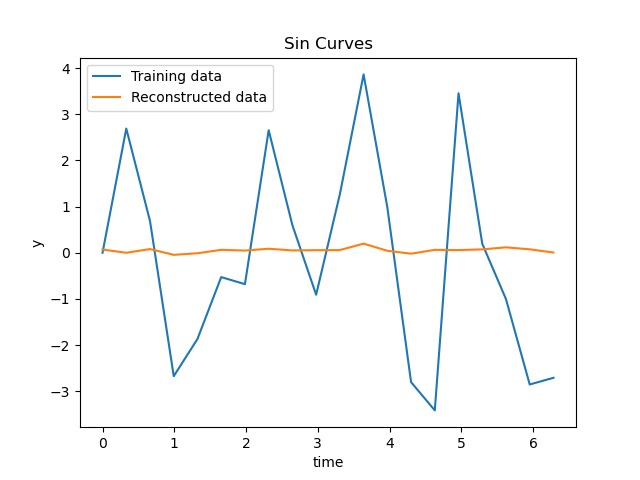 Sin Curves
Training data
Reconstructed data
4
3
2
1
0
−1
−2
−3
y
0 1 2 3 4 5 6
time